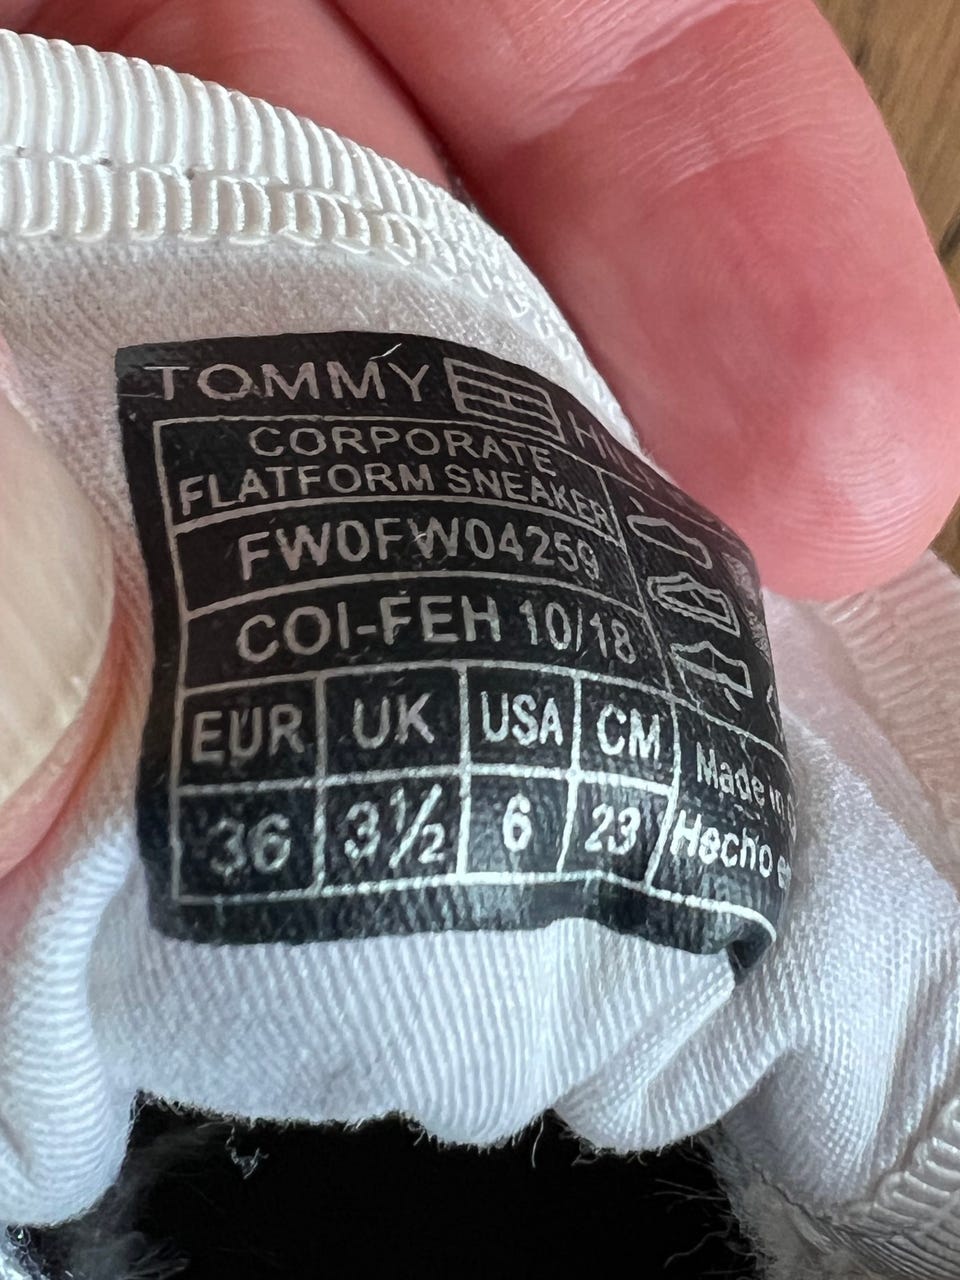 TOMMY
CORPORATE
FLATFORM SNEAKER
FW0FW04259
COI-FEH 10/18
EUR UK USA CM
36 3½ 6 23
Made in
Hecho